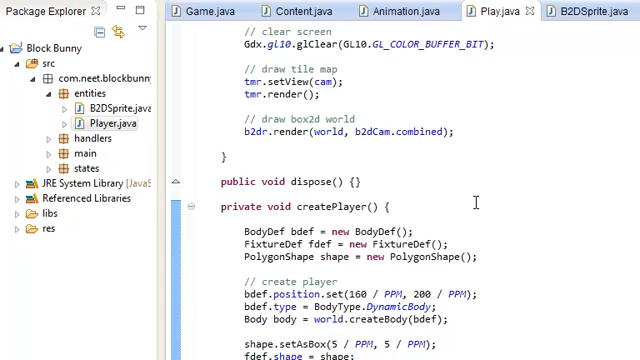 Package Explorer
Block Bunny
src
com.neet.blockbunny
entities
B2DSprite.java
Player.java
handlers
main
states
JRE System Library [JavaS
Referenced Libraries
libs
res
Game.java
Content.java
Animation.java
Play.java
B2DSprite.java
// clear screen
Gdx.gl10.glClear(GL10.GL_COLOR_BUFFER_BIT);
// draw tile map
tmr.setView(cam);
tmr.render();
// draw box2d world
b2dr.render(world, b2dCam.combined);
}
public void dispose() {}
private void createPlayer() {
BodyDef bdef = new BodyDef();
FixtureDef fdef = new FixtureDef();
PolygonShape shape = new PolygonShape();
// create player
bdef.position.set(160 / PPM, 200 / PPM);
bdef.type = BodyType.DynamicBody;
Body body = world.createBody(bdef);
shape.setAsBox(5 / PPM, 5 / PPM);
fdef.shape = shape;